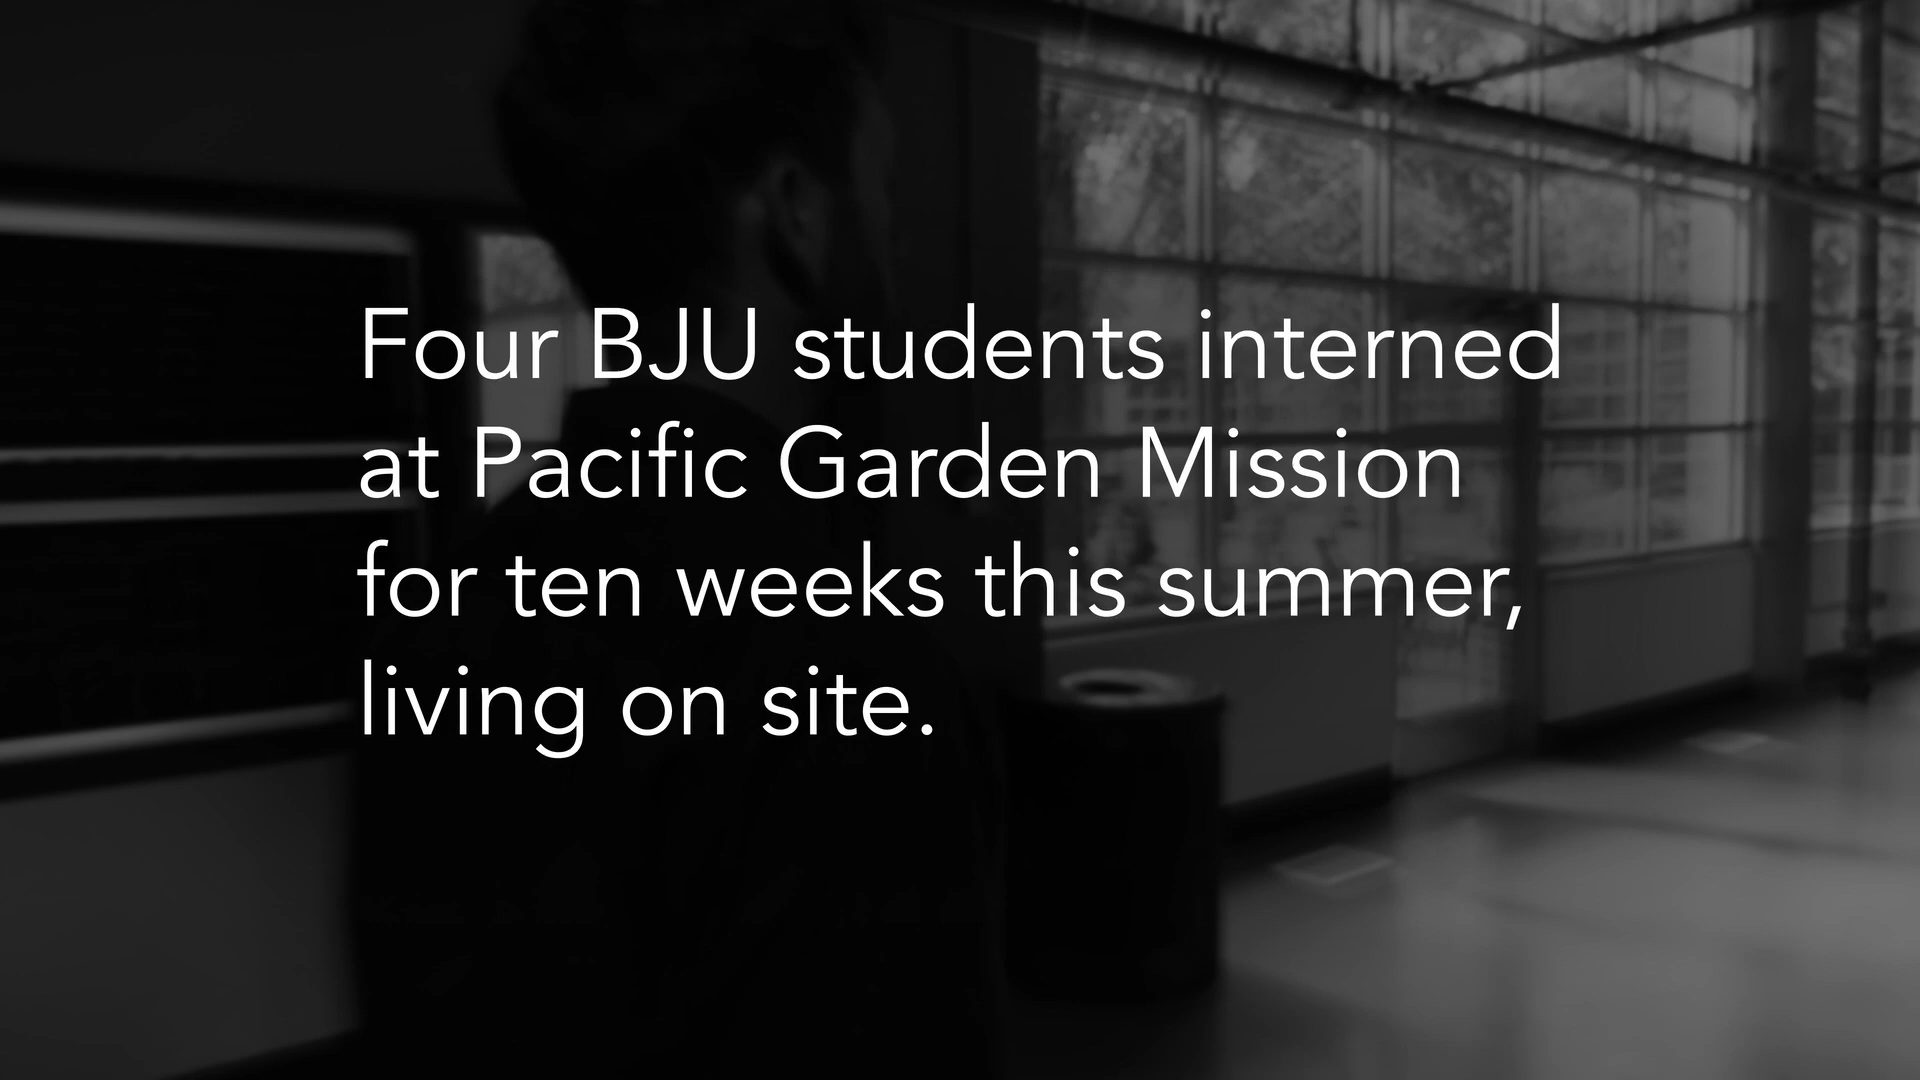 Four BJU students interned
at Pacific Garden Mission
for ten weeks this summer,
living on site.